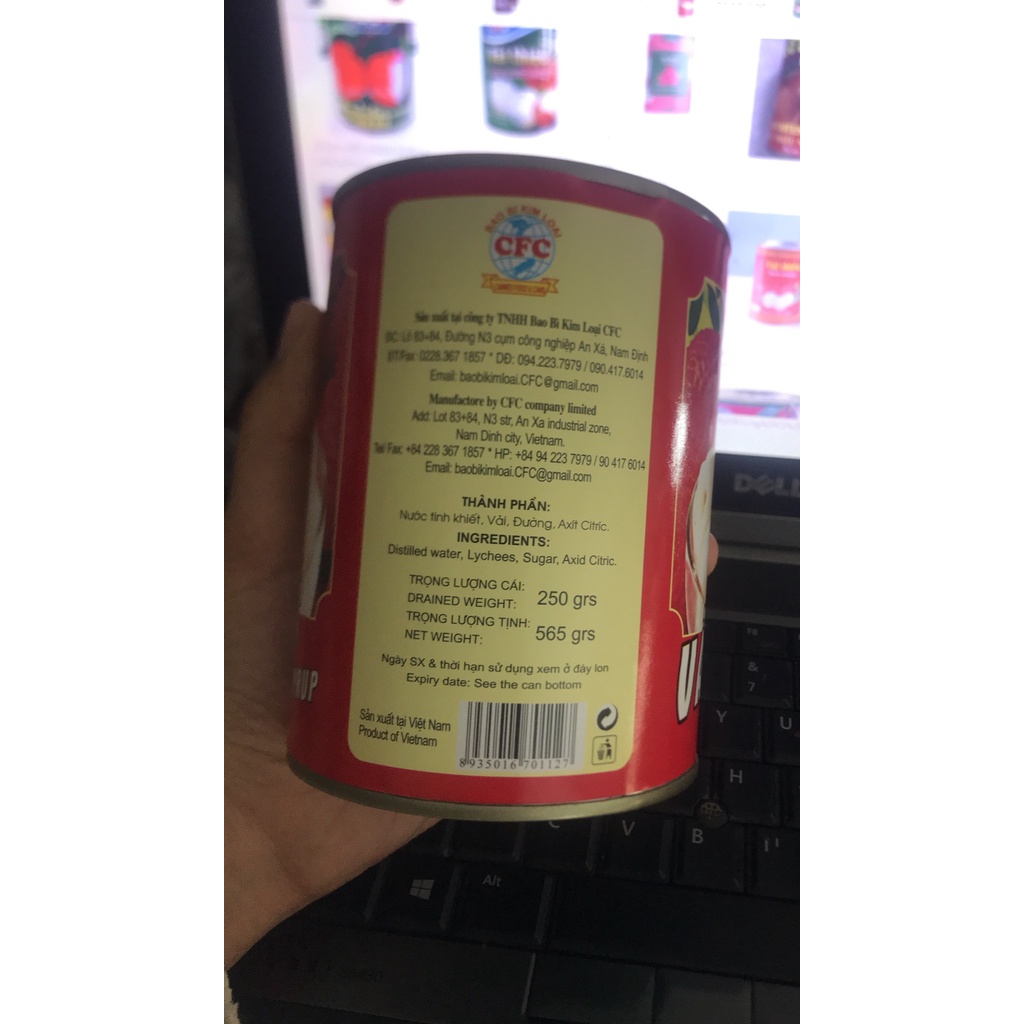 BAO BÌ KIM LOẠI
CFC
Sản xuất tại công ty TNHH Bao Bì Kim Loại CFC
ĐC: Lô 83+84, Đường N3 cụm công nghiệp An Xá, Nam Định
ĐT/Fax: 0228.367 1857 * DĐ: 094.223.7979 / 090.417.6014
Email: baobikimloai.CFC@gmail.com
Manufactore by CFC company limited
Add: Lot 83+84, N3 str, An Xa industrial zone,
Nam Dinh city, Vietnam.
Tel/ Fax: +84 228 367 1857 * HP: +84 94 223 7979 / 90 417 6014
Email: baobikimloai.CFC@gmail.com
THÀNH PHẦN:
Nước tinh khiết, Vải, Đường, Axít Citric.
INGREDIENTS:
Distilled water, Lychees, Sugar, Axid Citric.
TRỌNG LƯỢNG CÁI:
DRAINED WEIGHT: 250 grs
TRỌNG LƯỢNG TỊNH:
NET WEIGHT: 565 grs
Ngày SX & thời hạn sử dụng xem ở đáy lon
Expiry date: See the can bottom
Sản xuất tại Việt Nam
Product of Vietnam
8 935016 701127
DELL
&
7
Y
U
H
C
V
B
Alt